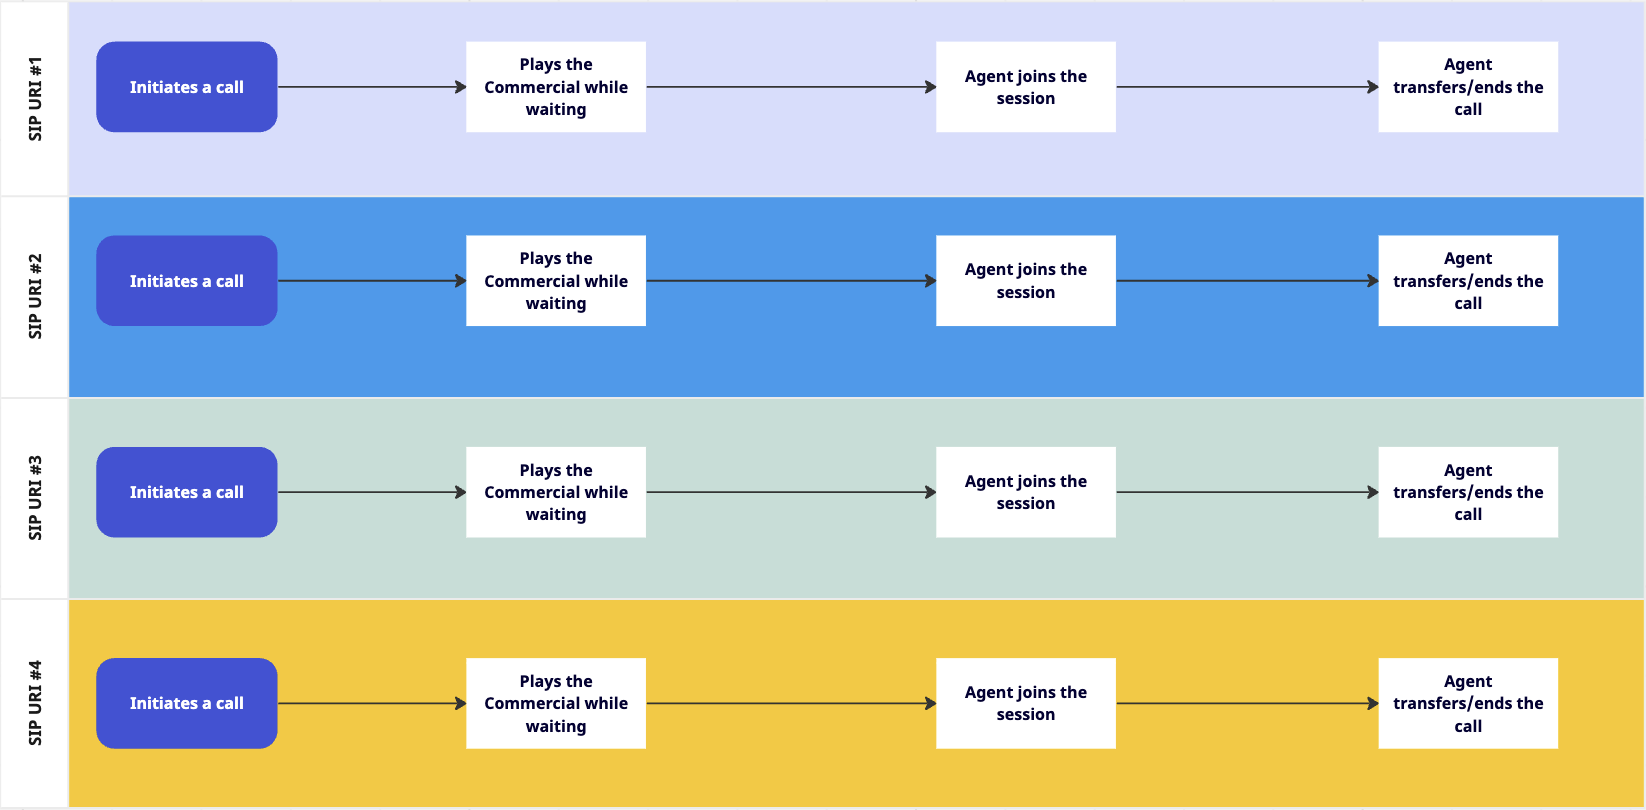 SIP URI #1
Initiates a call
Plays the
Commercial while
waiting
Agent joins the
session
Agent
transfers/ends the
call
SIP URI #2
Initiates a call
Plays the
Commercial while
waiting
Agent joins the
session
Agent
transfers/ends the
call
SIP URI #3
Initiates a call
Plays the
Commercial while
waiting
Agent joins the
session
Agent
transfers/ends the
call
SIP URI #4
Initiates a call
Plays the
Commercial while
waiting
Agent joins the
session
Agent
transfers/ends the
call